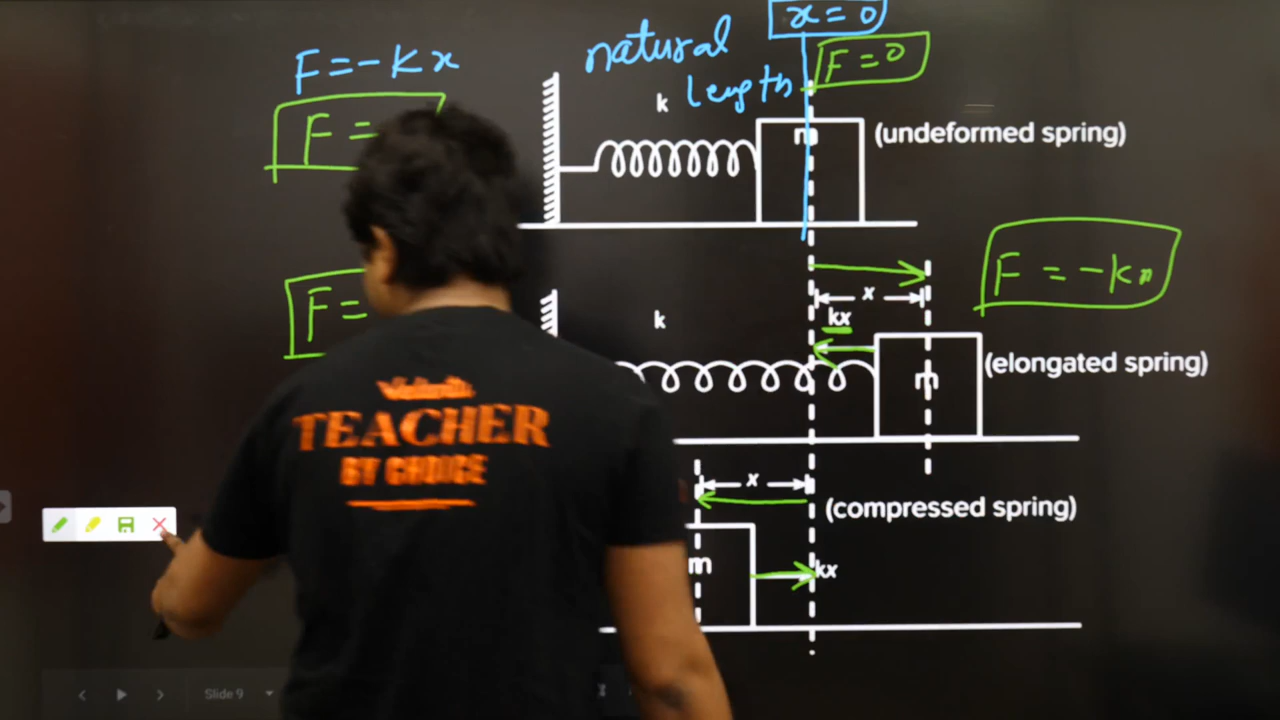 x=0
natural
length
F=0
F=-kx
F=
k
m
(undeformed spring)
F = -kx
x
F=
k
kx
m
(elongated spring)
TEACHER
BY CHOICE
x
(compressed spring)
m
kx
Slide 9